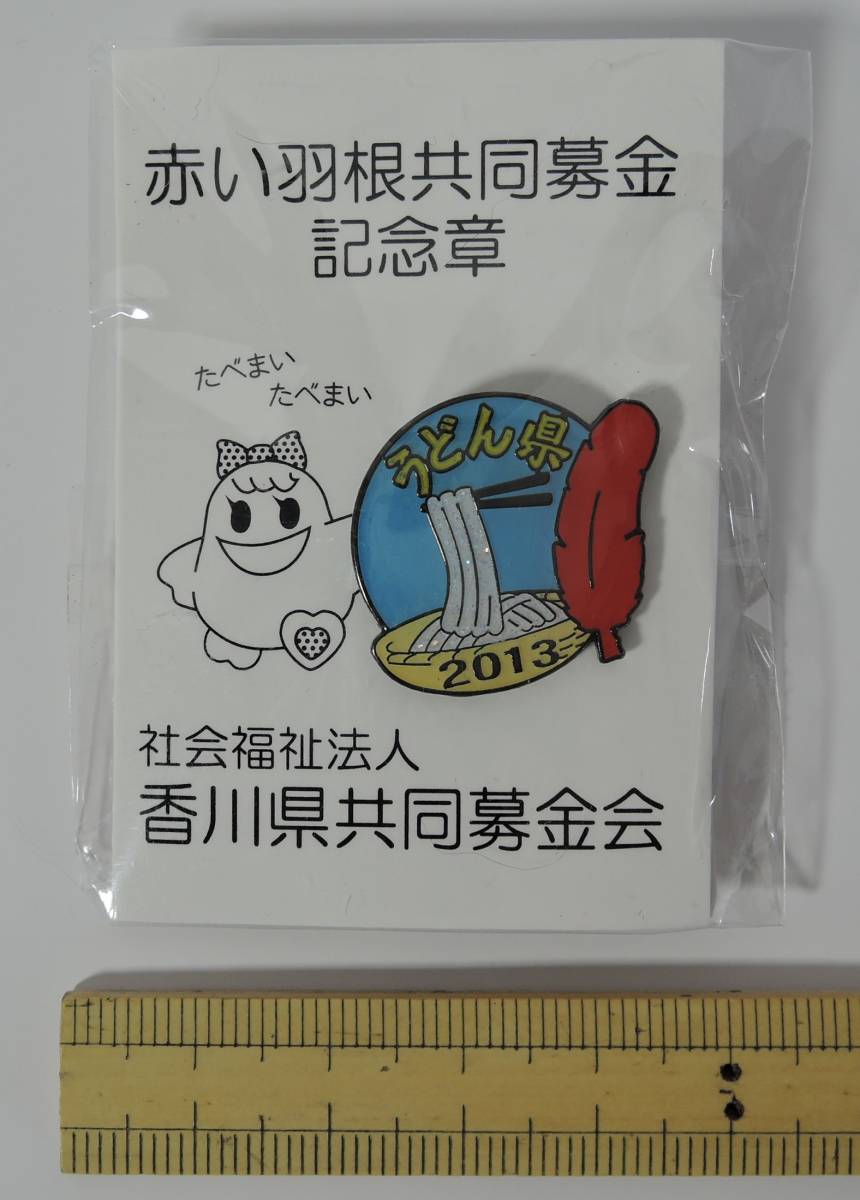 赤い羽根共同募金
記念章
たべまい
たべまい
うどん県
2013
社会福祉法人
香川県共同募金会